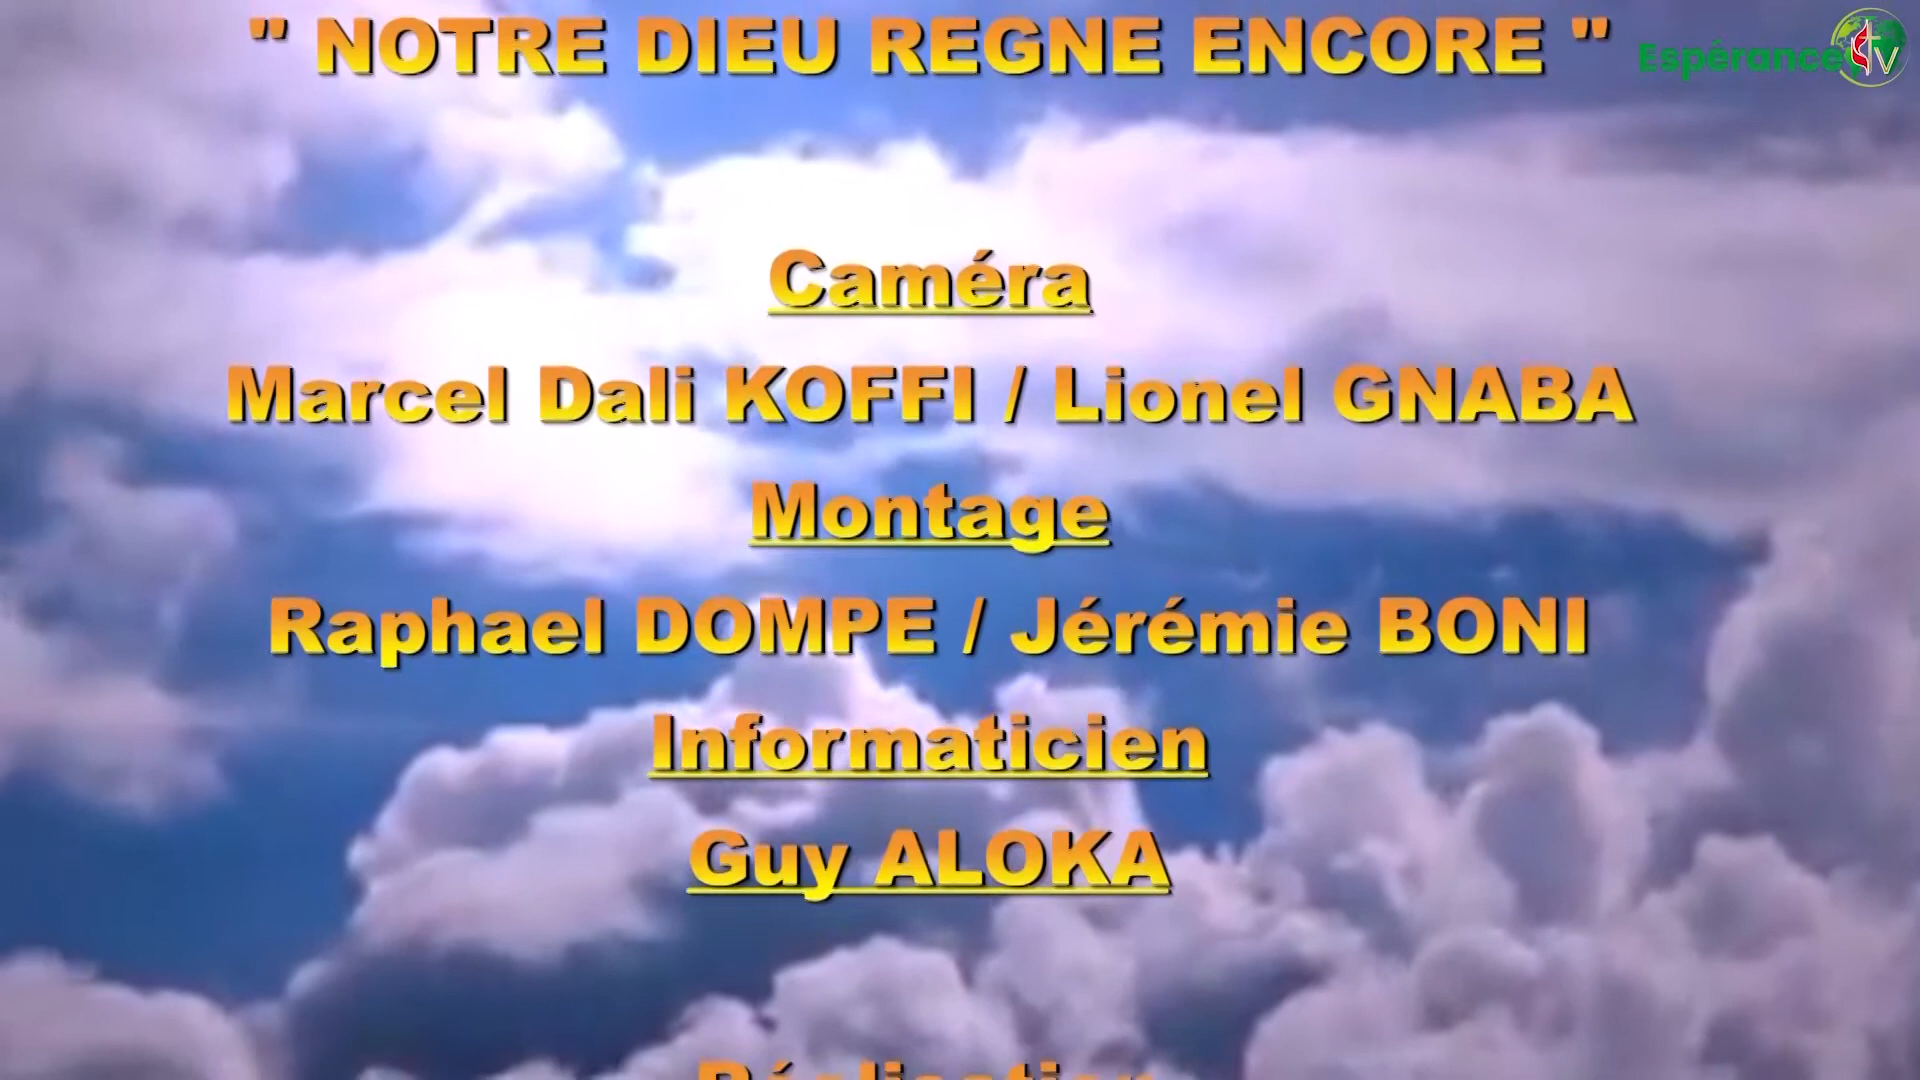 " NOTRE DIEU REGNE ENCORE "
Espérance TV
Caméra
Marcel Dali KOFFI / Lionel GNABA
Montage
Raphael DOMPE / Jérémie BONI
Informaticien
Guy ALOKA
Réalisation